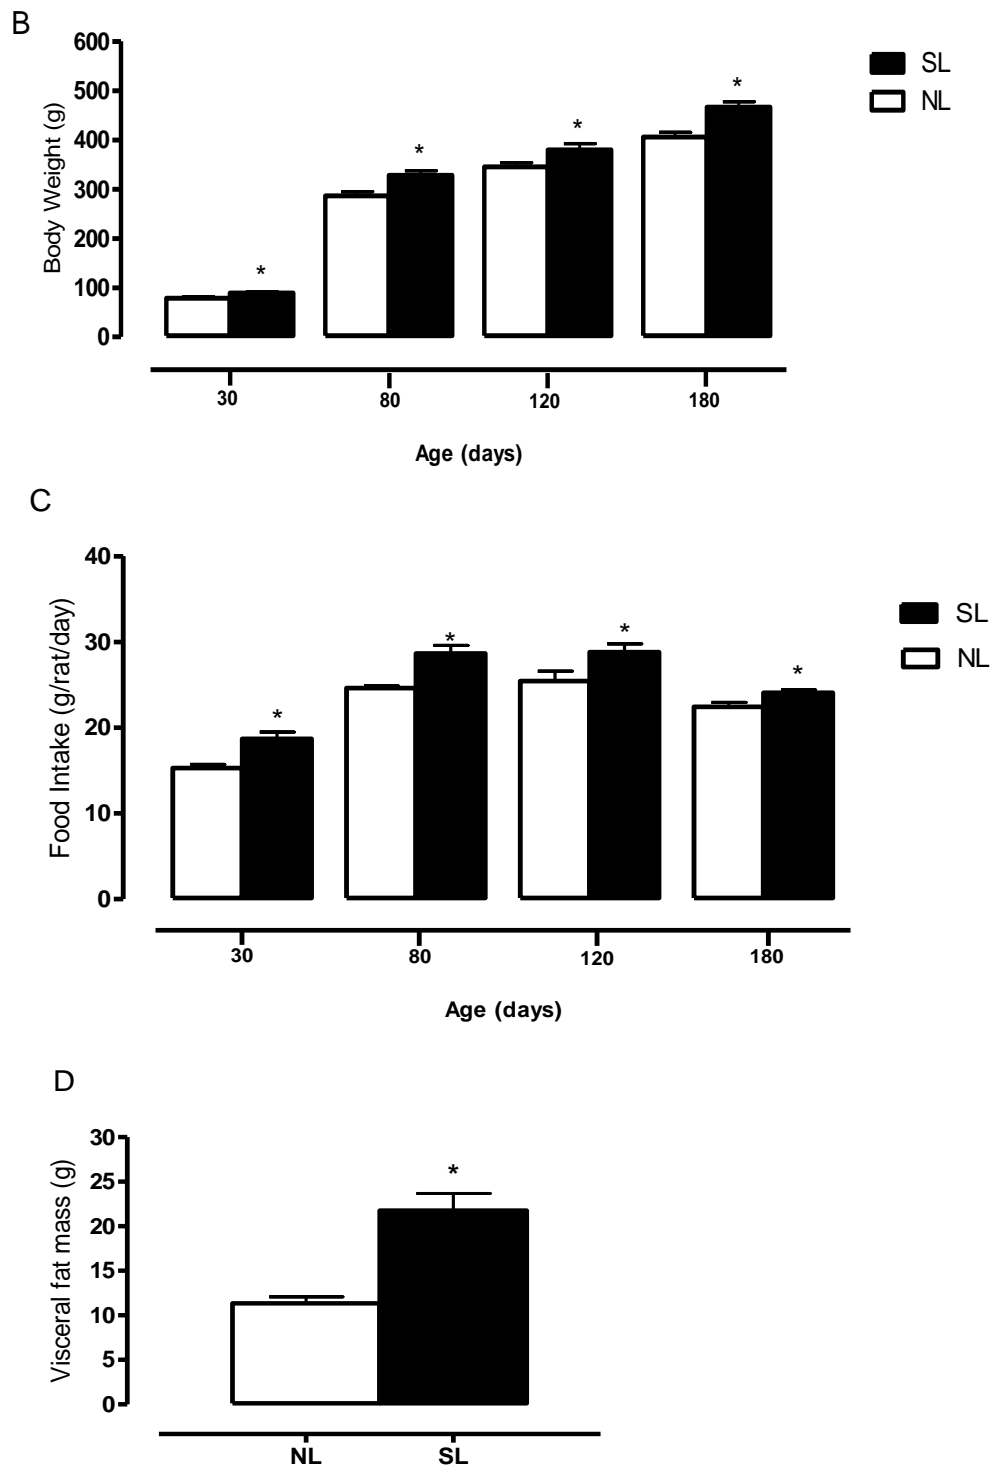 B
600
500
400
300
200
100
0
Body Weight (g)
*
*
*
*
SL
NL
30 80 120 180
Age (days)
C
40
30
20
10
0
Food Intake (g/rat/day)
*
*
*
*
SL
NL
30 80 120 180
Age (days)
D
30
25
20
15
10
5
0
Visceral fat mass (g)
*
NL SL